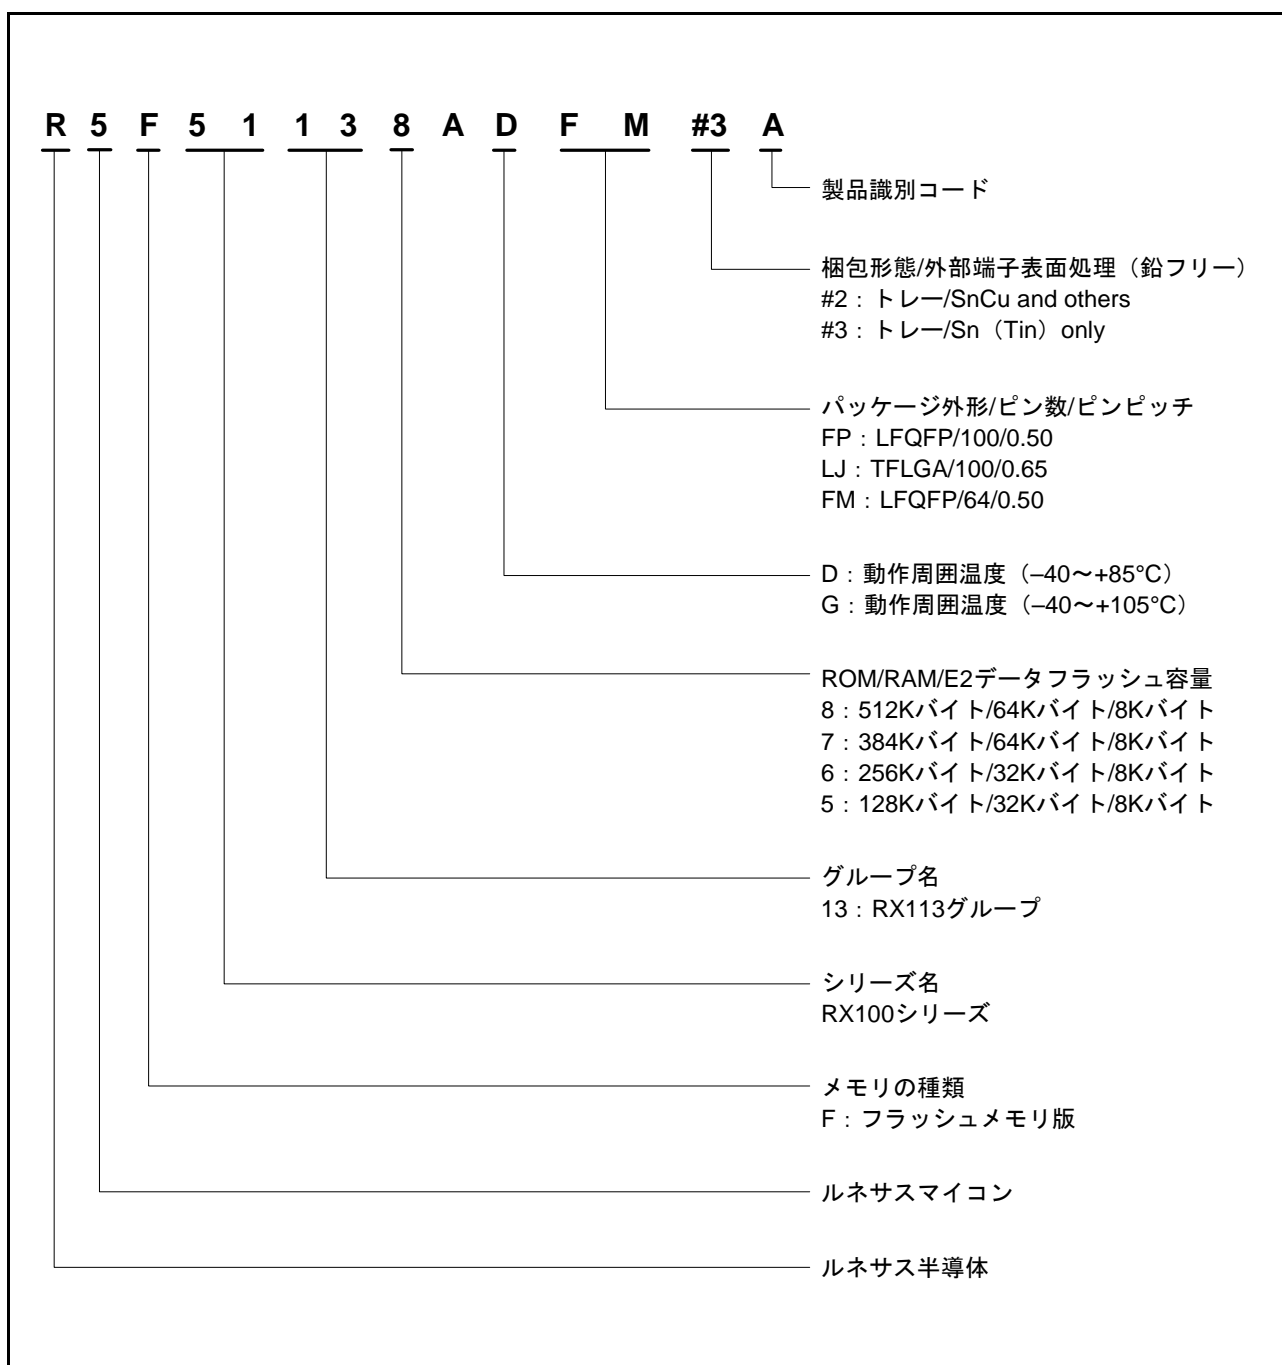 R 5 F 5 1 1 3 8 A D F M #3 A
製品識別コード
梱包形態/外部端子表面処理（鉛フリー）
#2：トレー/SnCu and others
#3：トレー/Sn（Tin）only
パッケージ外形/ピン数/ピンピッチ
FP：LFQFP/100/0.50
LJ：TFLGA/100/0.65
FM：LFQFP/64/0.50
D：動作周囲温度（–40～+85°C）
G：動作周囲温度（–40～+105°C）
ROM/RAM/E2データフラッシュ容量
8：512Kバイト/64Kバイト/8Kバイト
7：384Kバイト/64Kバイト/8Kバイト
6：256Kバイト/32Kバイト/8Kバイト
5：128Kバイト/32Kバイト/8Kバイト
グループ名
13：RX113グループ
シリーズ名
RX100シリーズ
メモリの種類
F：フラッシュメモリ版
ルネサスマイコン
ルネサス半導体